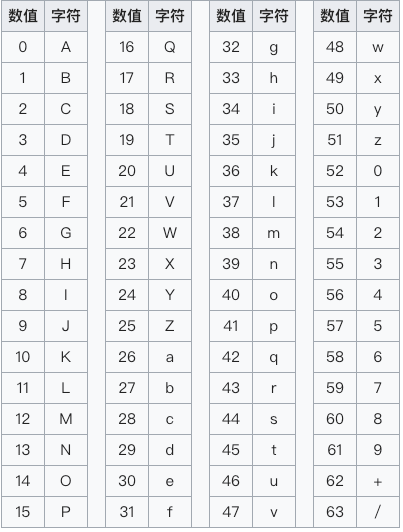 数值 字符 数值 字符 数值 字符 数值 字符
0 A 16 Q 32 g 48 w
1 B 17 R 33 h 49 x
2 C 18 S 34 i 50 y
3 D 19 T 35 j 51 z
4 E 20 U 36 k 52 0
5 F 21 V 37 l 53 1
6 G 22 W 38 m 54 2
7 H 23 X 39 n 55 3
8 I 24 Y 40 o 56 4
9 J 25 Z 41 p 57 5
10 K 26 a 42 q 58 6
11 L 27 b 43 r 59 7
12 M 28 c 44 s 60 8
13 N 29 d 45 t 61 9
14 O 30 e 46 u 62 +
15 P 31 f 47 v 63 /